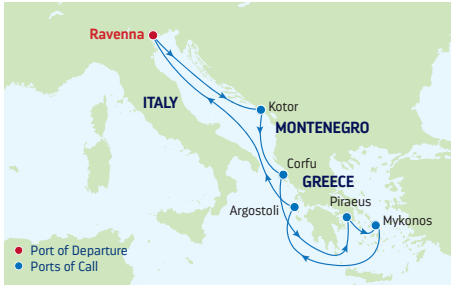 Ravenna
ITALY
Kotor
MONTENEGRO
Corfu
GREECE
Argostoli
Piraeus
Mykonos
Port of Departure
Ports of Call